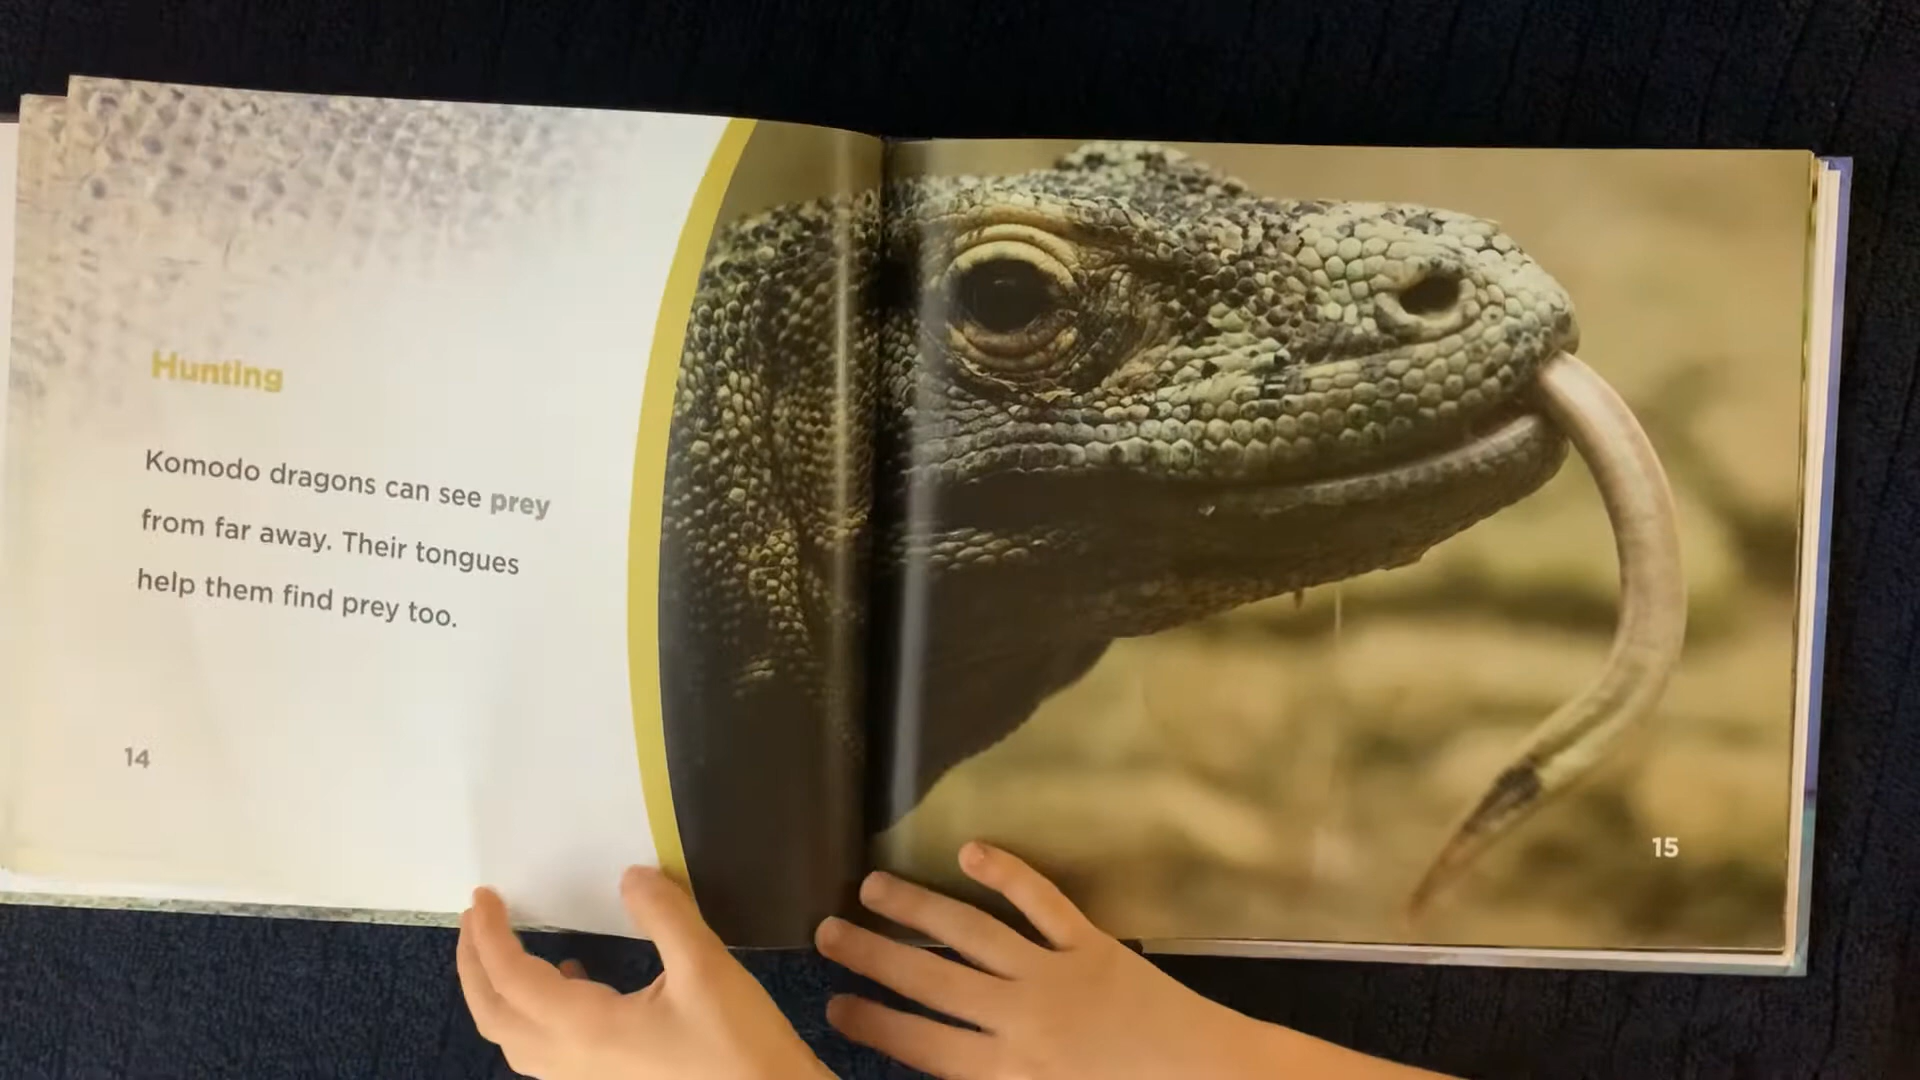 Hunting
Komodo dragons can see prey
from far away. Their tongues
help them find prey too.
14
15